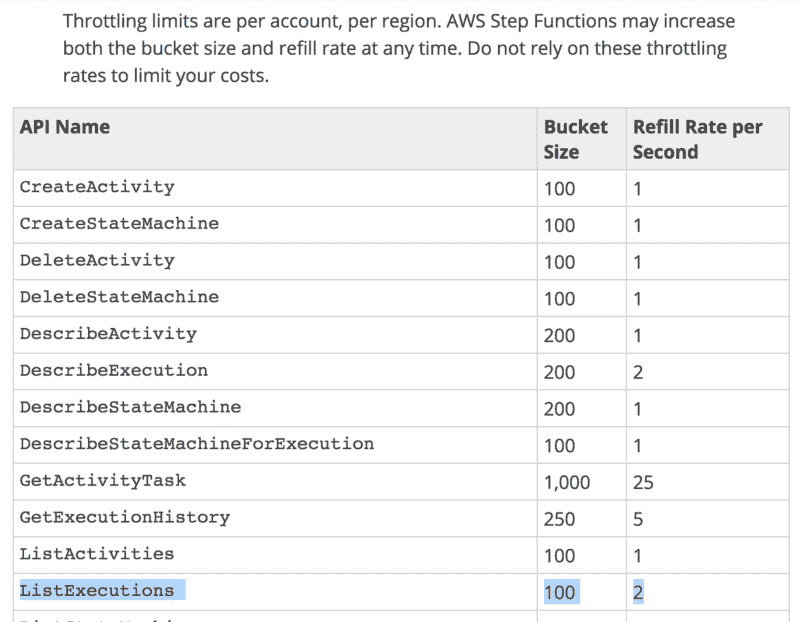 Throttling limits are per account, per region. AWS Step Functions may increase
both the bucket size and refill rate at any time. Do not rely on these throttling
rates to limit your costs.
API Name Bucket Size Refill Rate per Second
CreateActivity 100 1
CreateStateMachine 100 1
DeleteActivity 100 1
DeleteStateMachine 100 1
DescribeActivity 200 1
DescribeExecution 200 2
DescribeStateMachine 200 1
DescribeStateMachineForExecution 100 1
GetActivityTask 1,000 25
GetExecutionHistory 250 5
ListActivities 100 1
ListExecutions 100 2